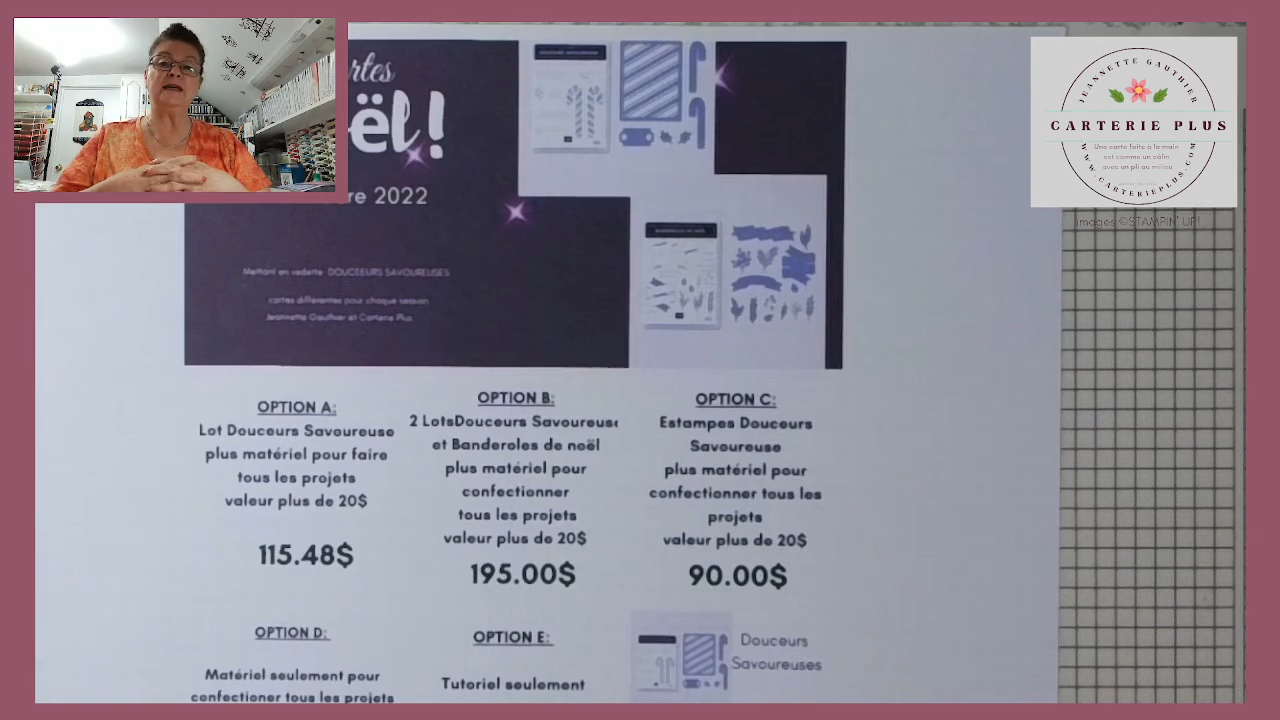 rtes
ël!
re 2022
Mettant en vedette DOUCEEURS SAVOUREUSES
cartes differentes pour chaque session
Jeannette Gauthier et Carterie Plus
OPTION A:
Lot Douceurs Savoureuse
plus matériel pour faire
tous les projets
valeur plus de 20$
115.48$
OPTION B:
2 LotsDouceurs Savoureuse
et Banderoles de noël
plus matériel pour
confectionner
tous les projets
valeur plus de 20$
195.00$
OPTION C:
Estampes Douceurs
Savoureuse
plus matériel pour
confectionner tous les
projets
valeur plus de 20$
90.00$
OPTION D:
Matériel seulement pour
confectionner tous les projets
OPTION E:
Tutoriel seulement
Douceurs
Savoureuses
JEANNETTE GAUTHIER
CARTERIE PLUS
Une carte faite à la main
est comme un câlin
avec un pli au milieu
WWW.CARTERIEPLUS.COM
Images ©STAMPIN' UP!